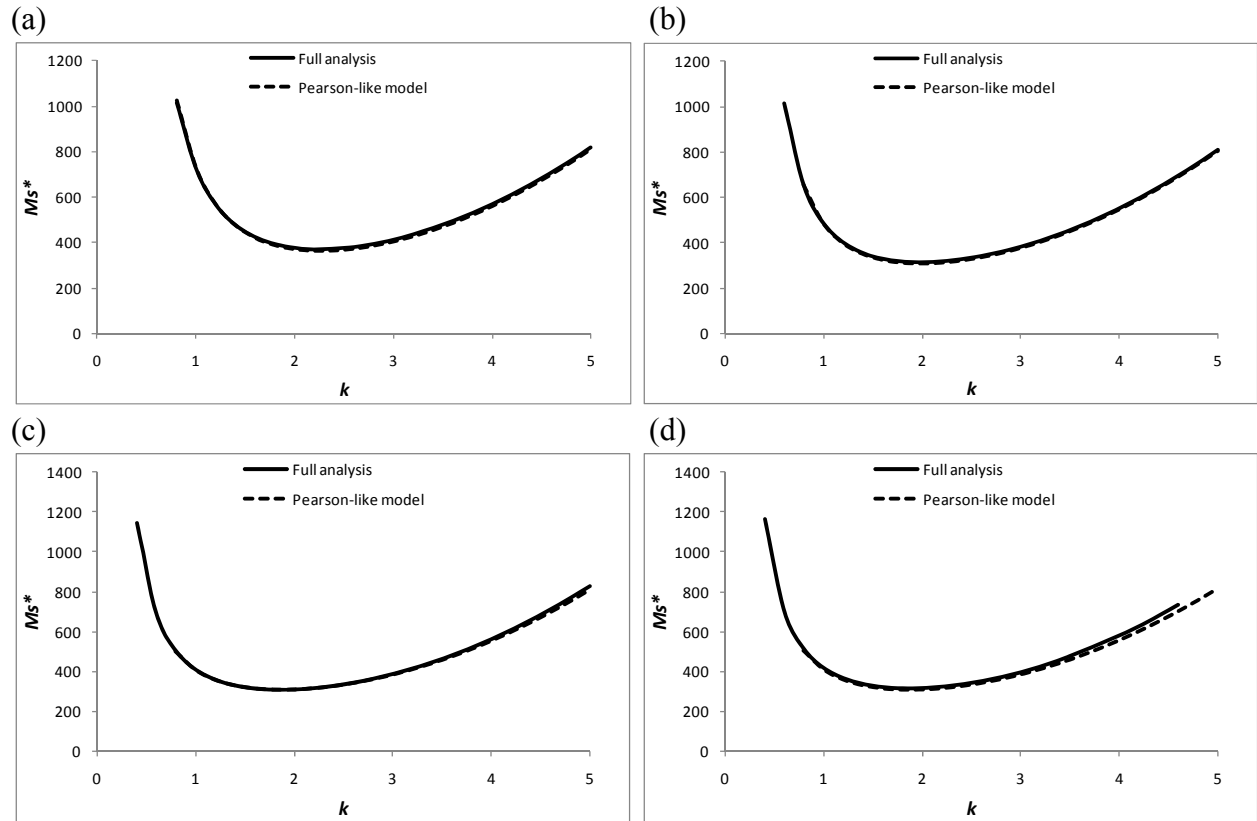 (a)
1200
1000
800
600
400
200
0
Ms*
Full analysis
Pearson-like model
0 1 2 3 4 5
k
(b)
1200
1000
800
600
400
200
0
Ms*
Full analysis
Pearson-like model
0 1 2 3 4 5
k
(c)
1400
1200
1000
800
600
400
200
0
Ms*
Full analysis
Pearson-like model
0 1 2 3 4 5
k
(d)
1400
1200
1000
800
600
400
200
0
Ms*
Full analysis
Pearson-like model
0 1 2 3 4 5
k